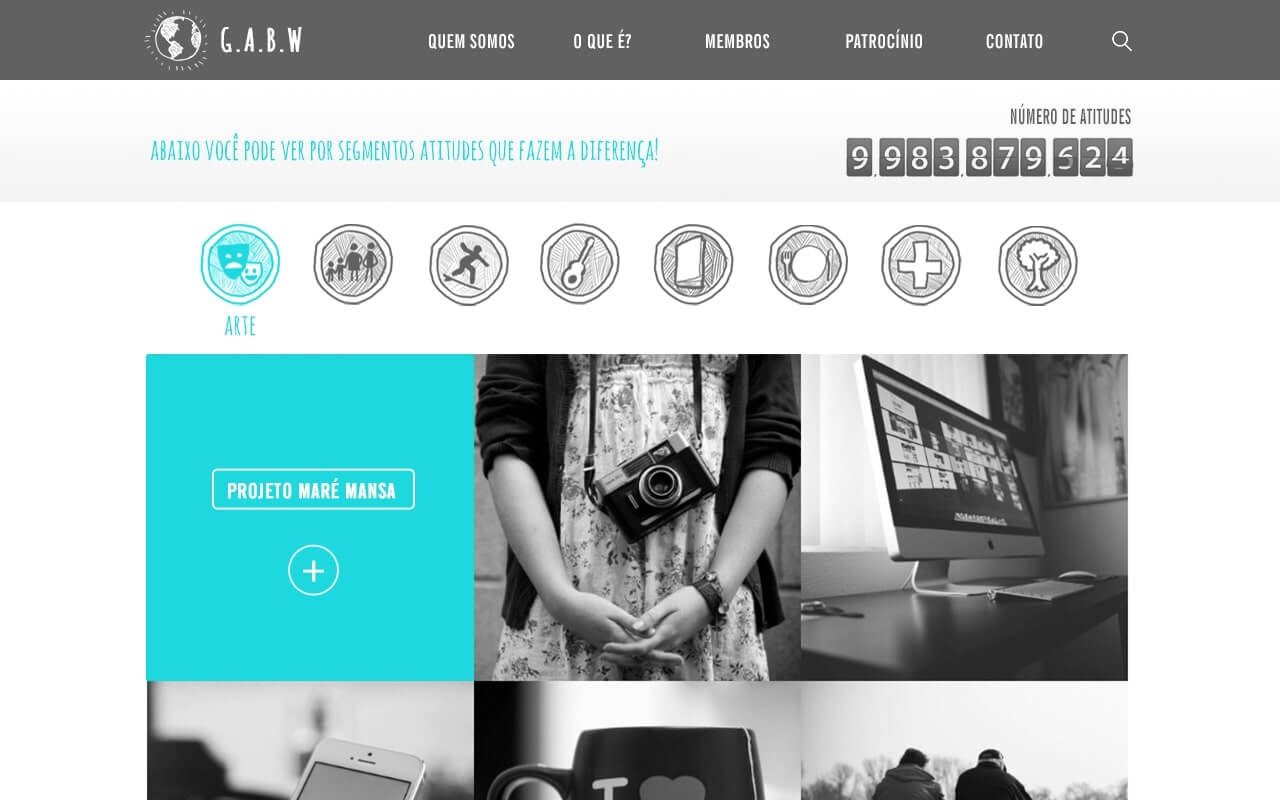 G.A.B.W
QUEM SOMOS
O QUE É?
MEMBROS
PATROCÍNIO
CONTATO
NÚMERO DE ATITUDES
ABAIXO VOCÊ PODE VER POR SEGMENTOS ATITUDES QUE FAZEM A DIFERENÇA!
9.983.879.524
ARTE
PROJETO MARÉ MANSA
+
I